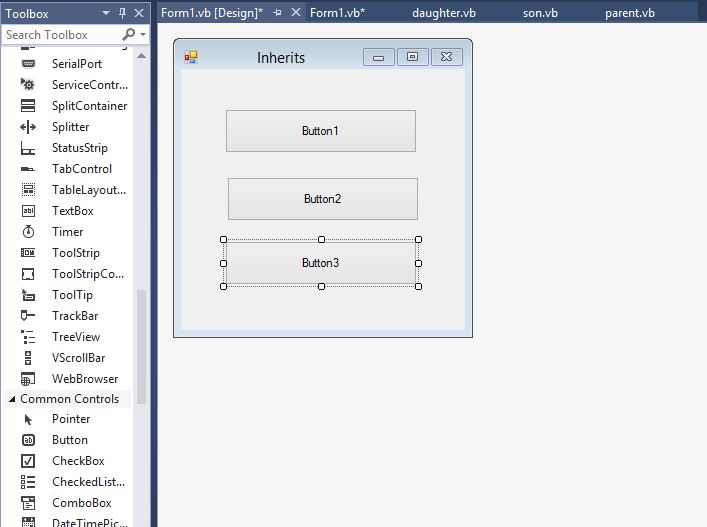 Toolbox
Form1.vb [Design]*
Form1.vb*
daughter.vb
son.vb
parent.vb
Search Toolbox
SerialPort
ServiceContr...
SplitContainer
Splitter
StatusStrip
TabControl
TableLayout...
TextBox
Timer
ToolStrip
ToolStripCo...
ToolTip
TrackBar
TreeView
VScrollBar
WebBrowser
Common Controls
Pointer
Button
CheckBox
CheckedList...
ComboBox
DateTimePic...
Inherits
Button1
Button2
Button3